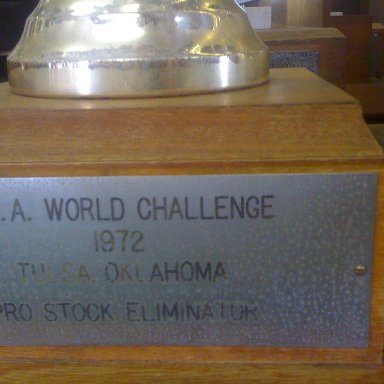 .A. WORLD CHALLENGE
1972
TULSA, OKLAHOMA
PRO STOCK ELIMINATOR